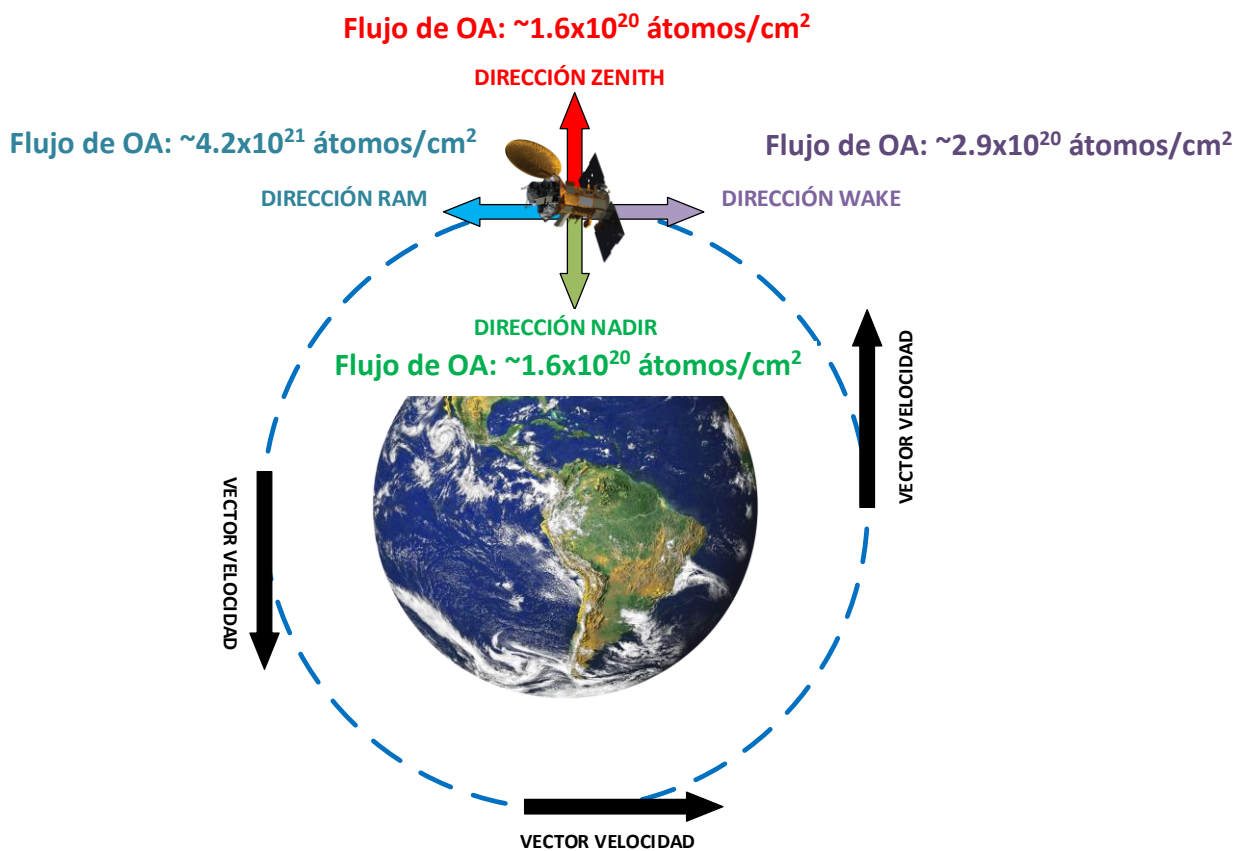 Flujo de OA: ~1.6x10²⁰ átomos/cm²
DIRECCIÓN ZENITH
Flujo de OA: ~4.2x10²¹ átomos/cm²
Flujo de OA: ~2.9x10²⁰ átomos/cm²
DIRECCIÓN RAM
DIRECCIÓN WAKE
DIRECCIÓN NADIR
Flujo de OA: ~1.6x10²⁰ átomos/cm²
VECTOR VELOCIDAD
VECTOR VELOCIDAD
VECTOR VELOCIDAD